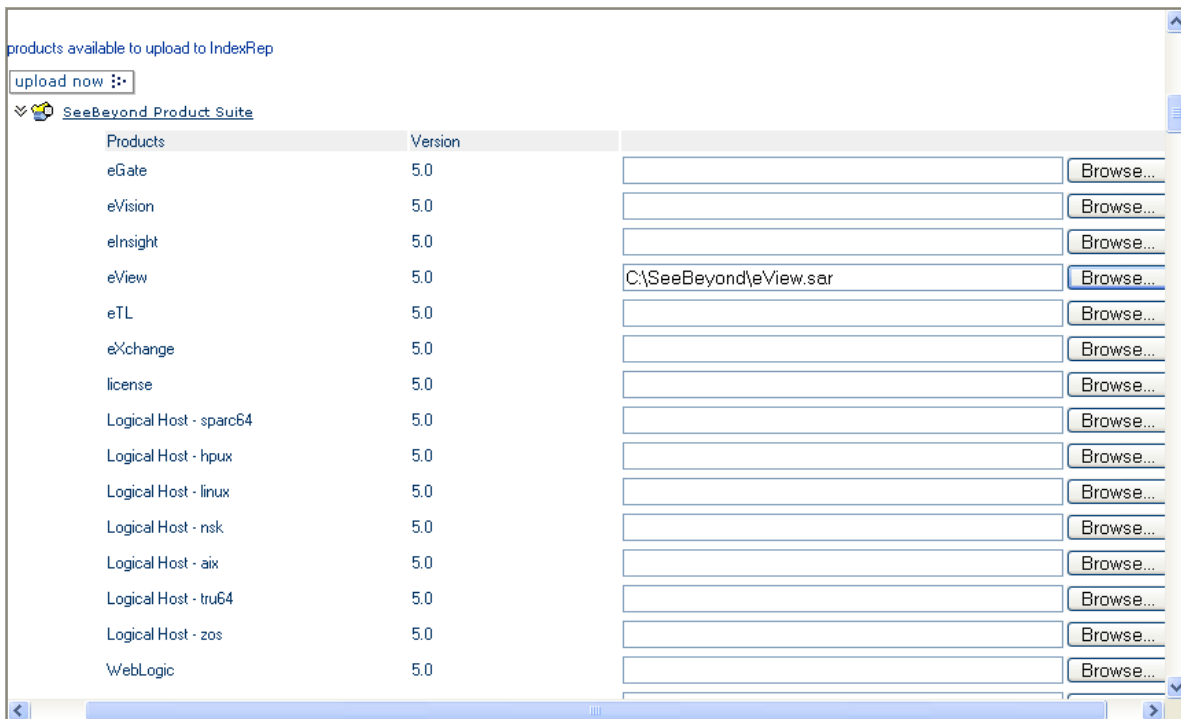 products available to upload to IndexRep
upload now
SeeBeyond Product Suite
Products Version
eGate 5.0 Browse...
eVision 5.0 Browse...
eInsight 5.0 Browse...
eView 5.0 C:\SeeBeyond\eView.sar Browse...
eTL 5.0 Browse...
eXchange 5.0 Browse...
license 5.0 Browse...
Logical Host - sparc64 5.0 Browse...
Logical Host - hpux 5.0 Browse...
Logical Host - linux 5.0 Browse...
Logical Host - nsk 5.0 Browse...
Logical Host - aix 5.0 Browse...
Logical Host - tru64 5.0 Browse...
Logical Host - zos 5.0 Browse...
WebLogic 5.0 Browse...